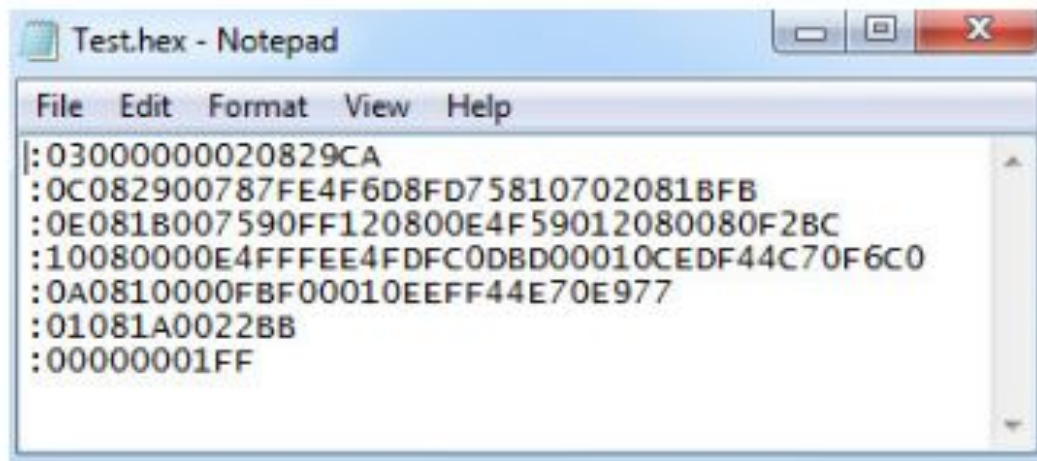 Test.hex - Notepad
File Edit Format View Help
:03000000020829CA
:0C082900787FE4F6D8FD75810702081BFB
:0E081B007590FF120800E4F59012080080F2BC
:10080000E4FFFEE4FDFC0DBD00010CEDF44C70F6C0
:0A0810000FBF00010EEFF44E70E977
:01081A0022BB
:00000001FF